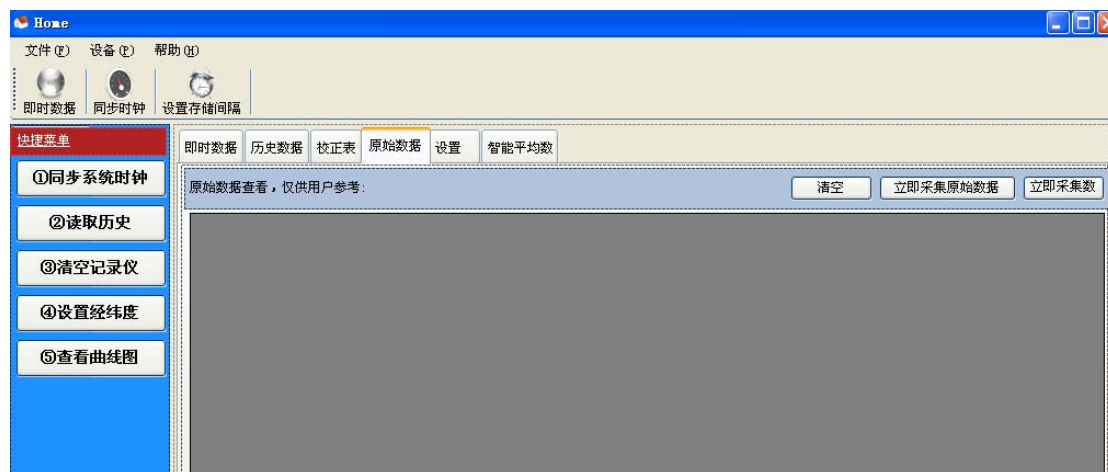 Home
文件(F) 设备(P) 帮助(H)
即时数据 同步时钟 设置存储间隔
快捷菜单
即时数据 历史数据 校正表 原始数据 设置 智能平均数
①同步系统时钟
原始数据查看，仅供用户参考:
清空 立即采集原始数据 立即采集数
②读取历史
③清空记录仪
④设置经纬度
⑤查看曲线图